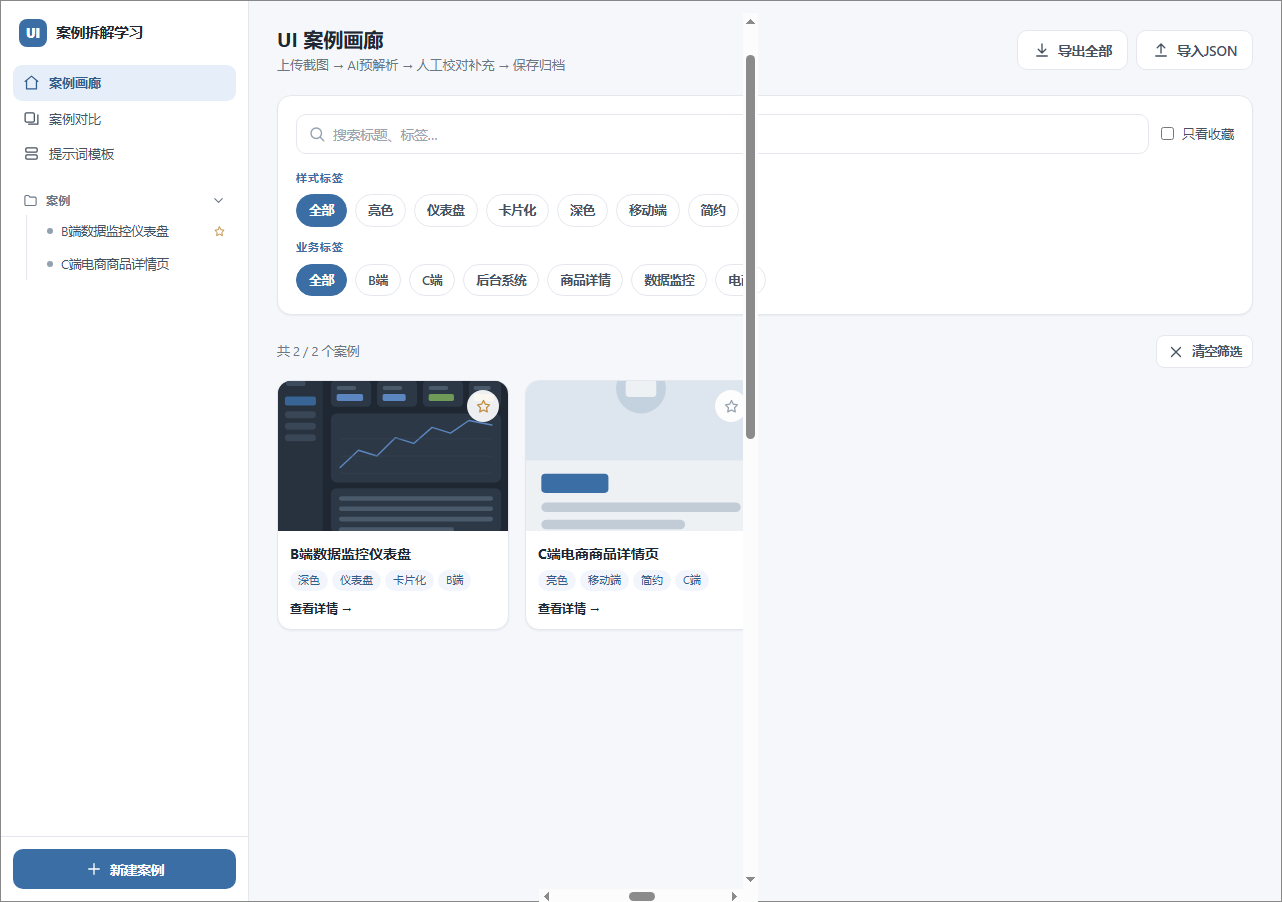 UI 案例拆解学习
案例画廊
案例对比
提示词模板
案例
B端数据监控仪表盘
C端电商商品详情页
新建案例
UI 案例画廊
上传截图 → AI预解析 → 人工校对补充 → 保存归档
导出全部 导入JSON
搜索标题、标签... 只看收藏
样式标签
全部 亮色 仪表盘 卡片化 深色 移动端 简约
业务标签
全部 B端 C端 后台系统 商品详情 数据监控 电
共 2 / 2 个案例 清空筛选
B端数据监控仪表盘
深色 仪表盘 卡片化 B端
查看详情 →
C端电商商品详情页
亮色 移动端 简约 C端
查看详情 →